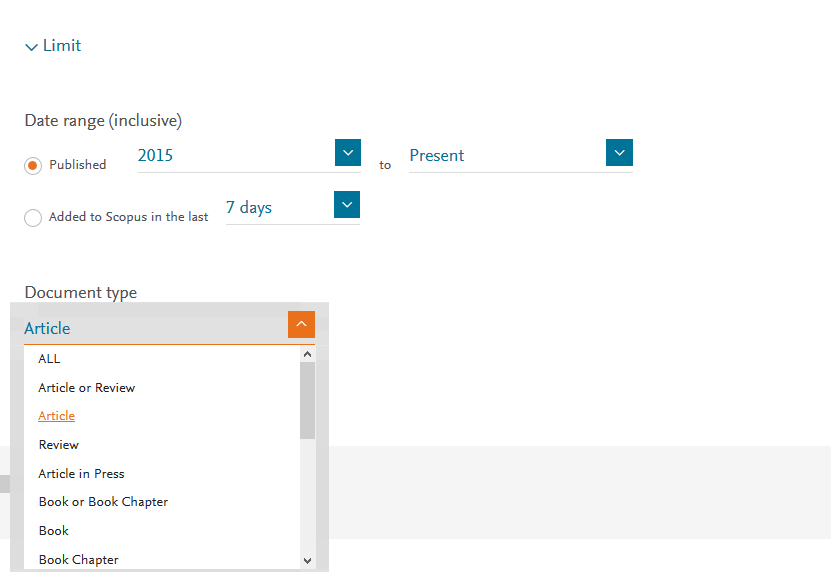 Limit
Date range (inclusive)
Published 2015 to Present
Added to Scopus in the last 7 days
Document type
Article
ALL
Article or Review
Article
Review
Article in Press
Book or Book Chapter
Book
Book Chapter